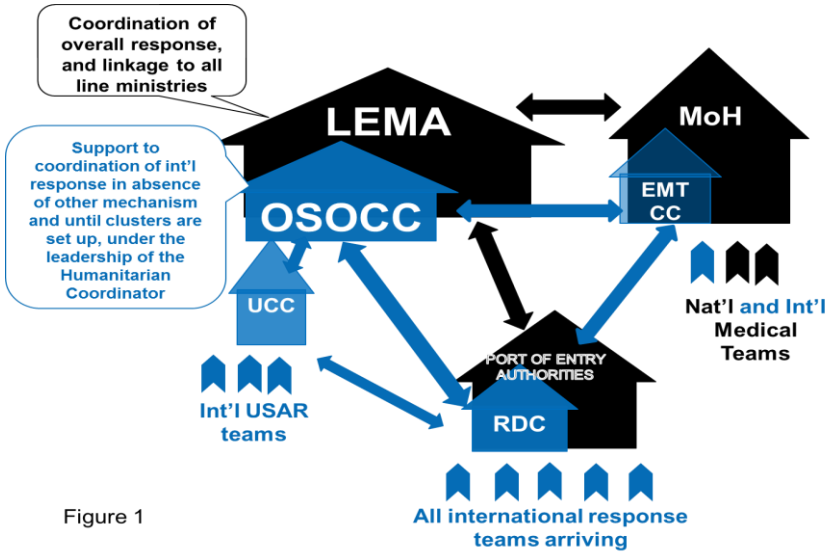 Coordination of
overall response,
and linkage to all
line ministries
LEMA
MoH
Support to
coordination of int'l
response in absence
of other mechanism
and until clusters are
set up, under the
leadership of the
Humanitarian
Coordinator
OSOCC
EMT
CC
UCC
Nat'l and Int'l
Medical
Teams
PORT OF ENTRY
AUTHORITIES
RDC
Int'l USAR
teams
All international response
teams arriving
Figure 1